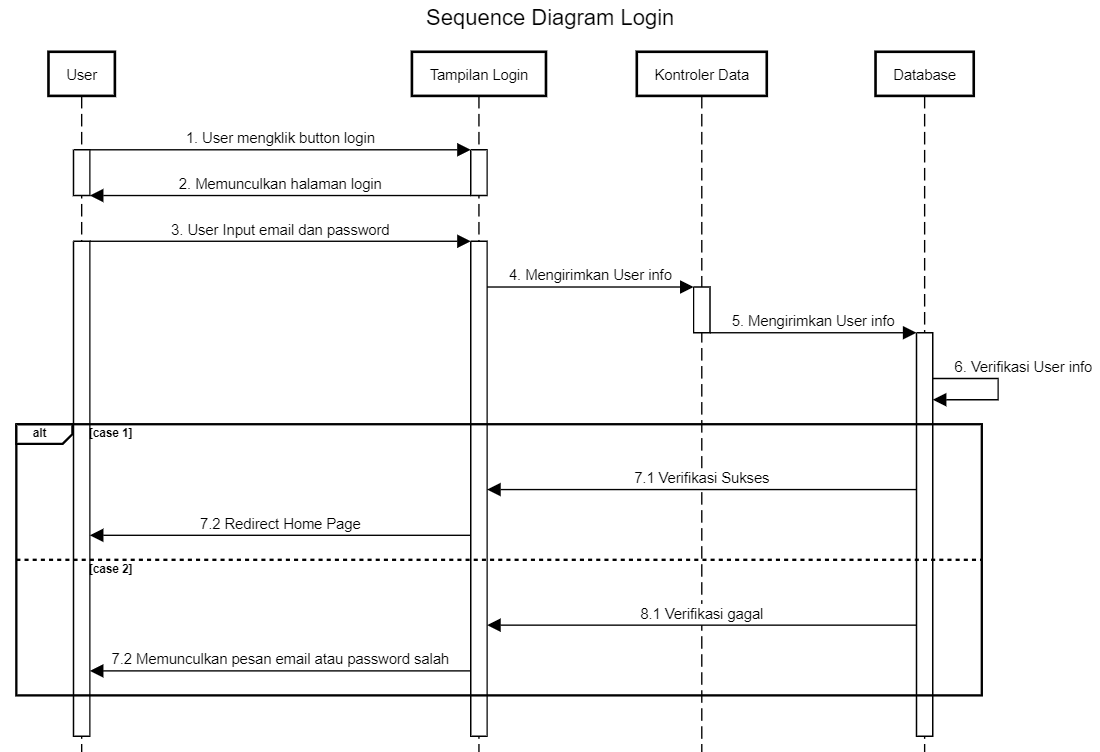 Sequence Diagram Login
User
Tampilan Login
Kontroler Data
Database
1. User mengklik button login
2. Memunculkan halaman login
3. User Input email dan password
4. Mengirimkan User info
5. Mengirimkan User info
6. Verifikasi User info
alt
[case 1]
7.1 Verifikasi Sukses
7.2 Redirect Home Page
[case 2]
8.1 Verifikasi gagal
7.2 Memunculkan pesan email atau password salah